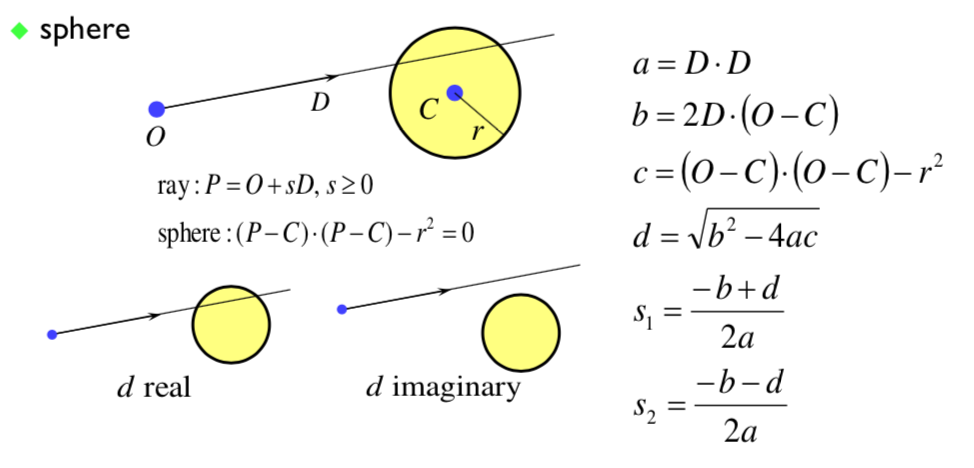 sphere
O
D
C
r
ray : P = O + sD, s ≥ 0
sphere : (P − C) · (P − C) − r² = 0
d real
d imaginary
a = D · D
b = 2D · (O − C)
c = (O − C) · (O − C) − r²
d = √(b² − 4ac)
s₁ = (−b + d) / 2a
s₂ = (−b − d) / 2a